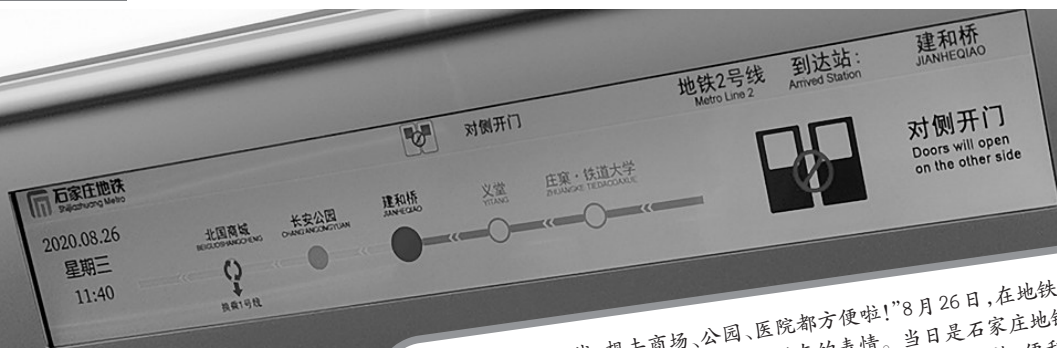 建和桥
JIANHEQIAO
到达站:
Arrived Station
地铁2号线
Metro Line 2
对侧开门
对侧开门
Doors will open
on the other side
石家庄地铁
Shijiazhuang Metro
2020.08.26
星期三
11:40
北国商城
BEIGUOSHANGCHENG
换乘1号线
长安公园
CHANGANGONGYUAN
建和桥
JIANHEQIAO
义堂
YITANG
庄窠·铁道大学
ZHUANGKE TIEDAODAXUE
想去商场、公园、医院都方便啦!”8月26日,在地铁
的表情。当日是石家庄地铁